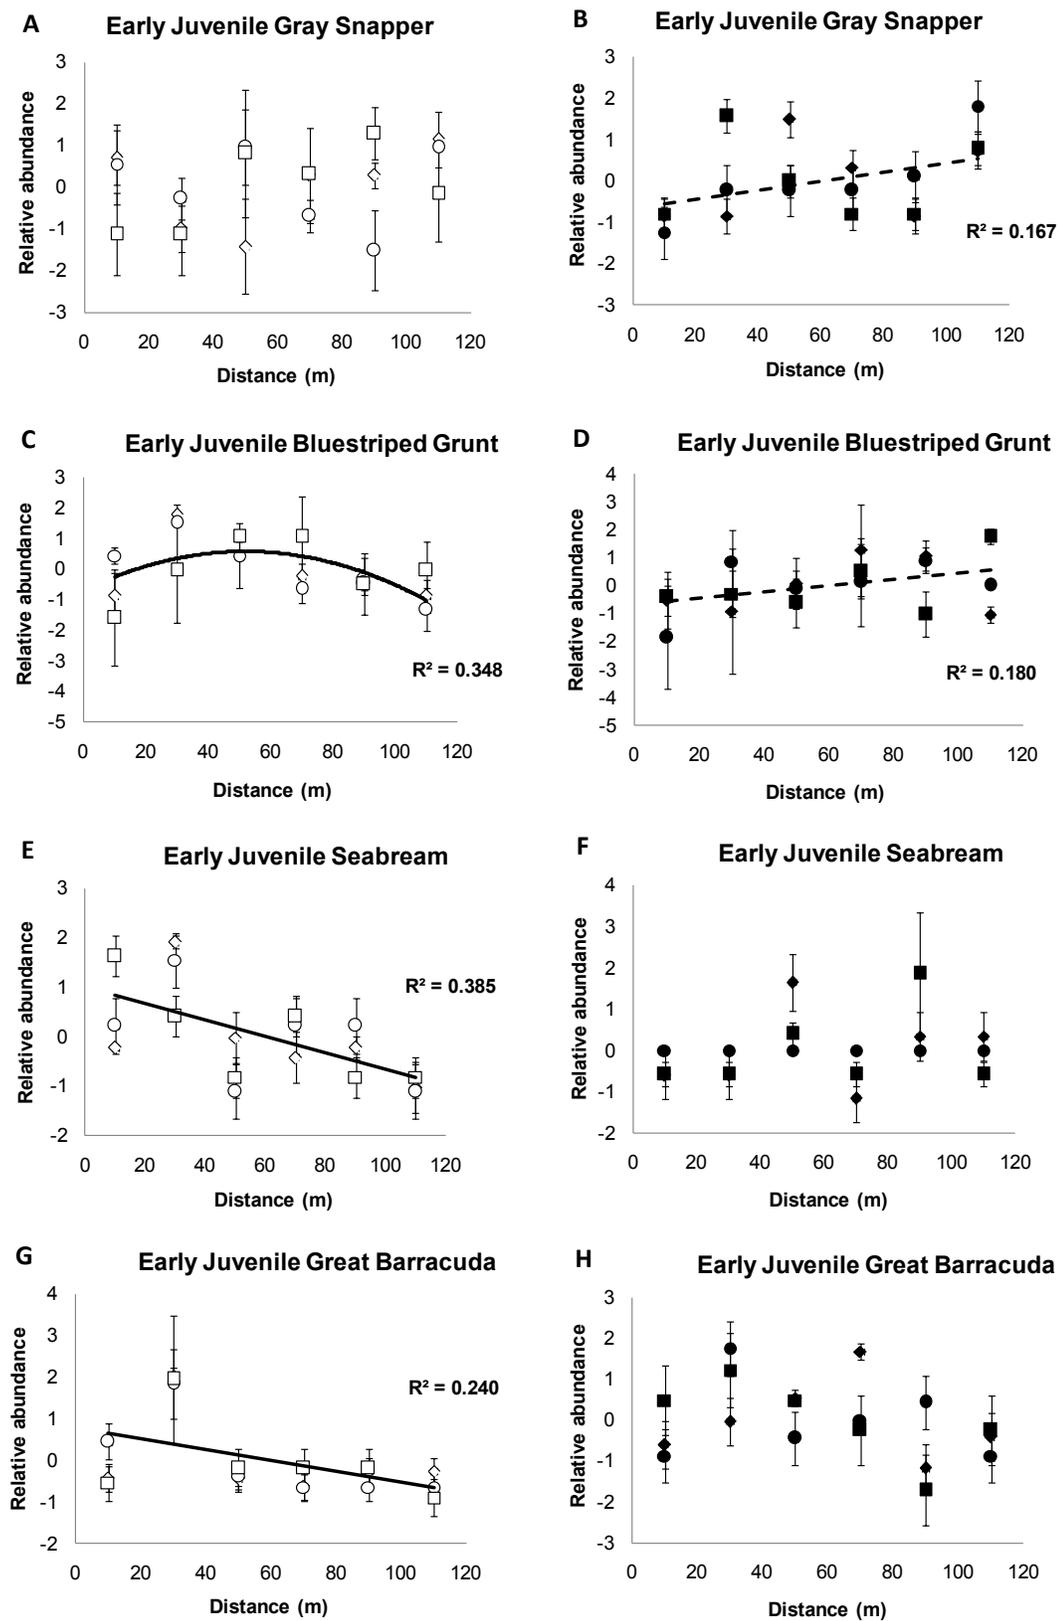 A
Early Juvenile Gray Snapper
3
2
1
0
-1
-2
-3
Relative abundance
0 20 40 60 80 100 120
Distance (m)
B
Early Juvenile Gray Snapper
3
2
1
0
-1
-2
-3
Relative abundance
R² = 0.167
0 20 40 60 80 100 120
Distance (m)
C
Early Juvenile Bluestriped Grunt
3
2
1
0
-1
-2
-3
-4
-5
Relative abundance
R² = 0.348
0 20 40 60 80 100 120
Distance (m)
D
Early Juvenile Bluestriped Grunt
4
3
2
1
0
-1
-2
-3
-4
-5
Relative abundance
R² = 0.180
0 20 40 60 80 100 120
Distance (m)
E
Early Juvenile Seabream
3
2
1
0
-1
-2
Relative abundance
R² = 0.385
0 20 40 60 80 100 120
Distance (m)
F
Early Juvenile Seabream
4
3
2
1
0
-1
-2
Relative abundance
0 20 40 60 80 100 120
Distance (m)
G
Early Juvenile Great Barracuda
4
3
2
1
0
-1
-2
Relative abundance
R² = 0.240
0 20 40 60 80 100 120
Distance (m)
H
Early Juvenile Great Barracuda
3
2
1
0
-1
-2
-3
Relative abundance
0 20 40 60 80 100 120
Distance (m)